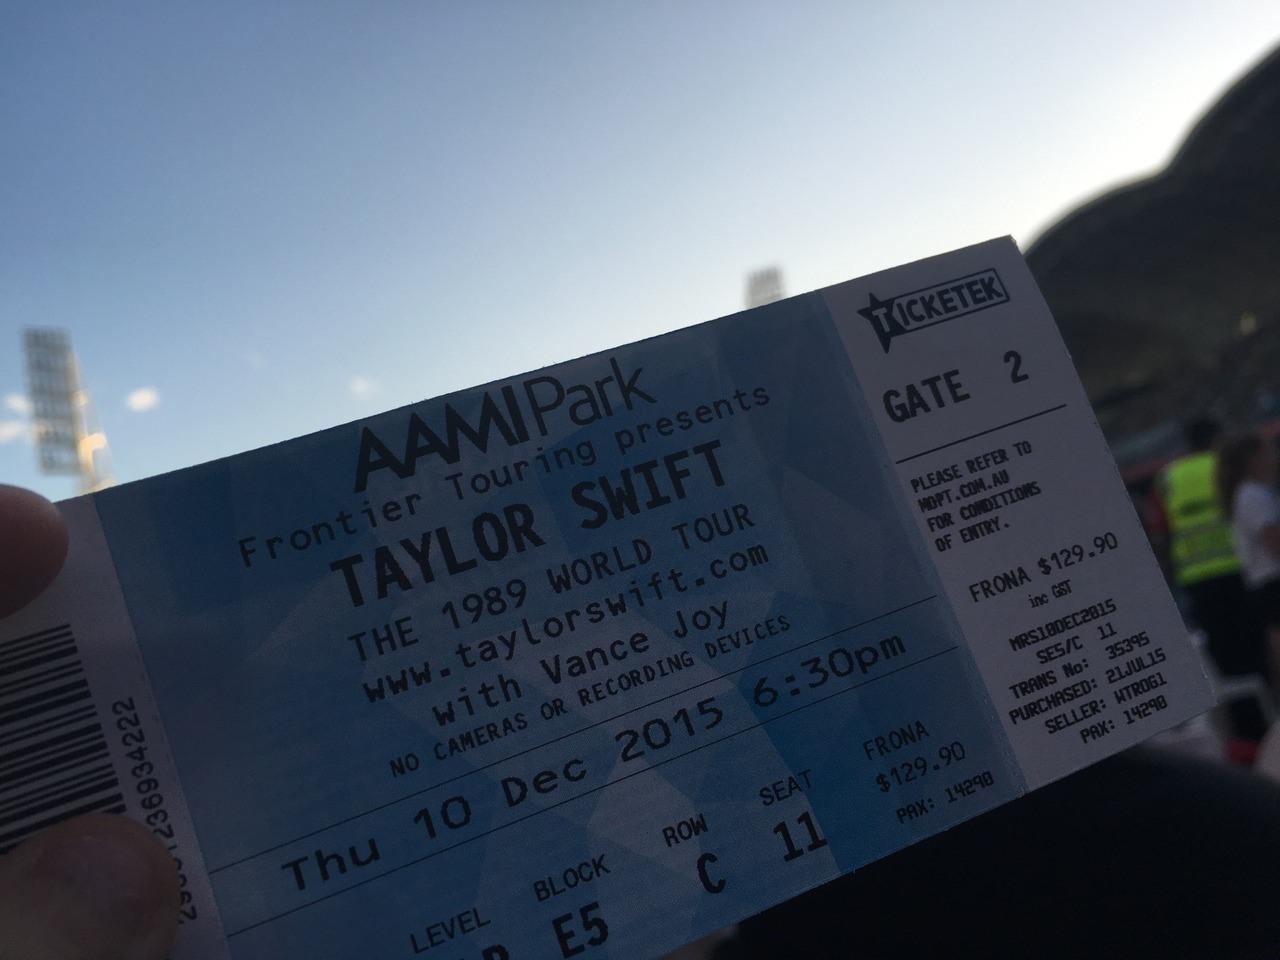 AAMI Park
Frontier Touring presents
TAYLOR SWIFT
THE 1989 WORLD TOUR
www.taylorswift.com
with Vance Joy
NO CAMERAS OR RECORDING DEVICES
Thu 10 Dec 2015 6:30pm
LEVEL BLOCK ROW SEAT
E5 C 11
FRONA
$129.90
PAX: 14290
TICKETEK
GATE 2
PLEASE REFER TO
MOPT.COM.AU
FOR CONDITIONS
OF ENTRY.
FRONA $129.90
inc GST
MRS10DEC2015
SE5/C 11
TRANS No: 35395
PURCHASED: 21JUL15
SELLER: WTROG1
PAX: 14290